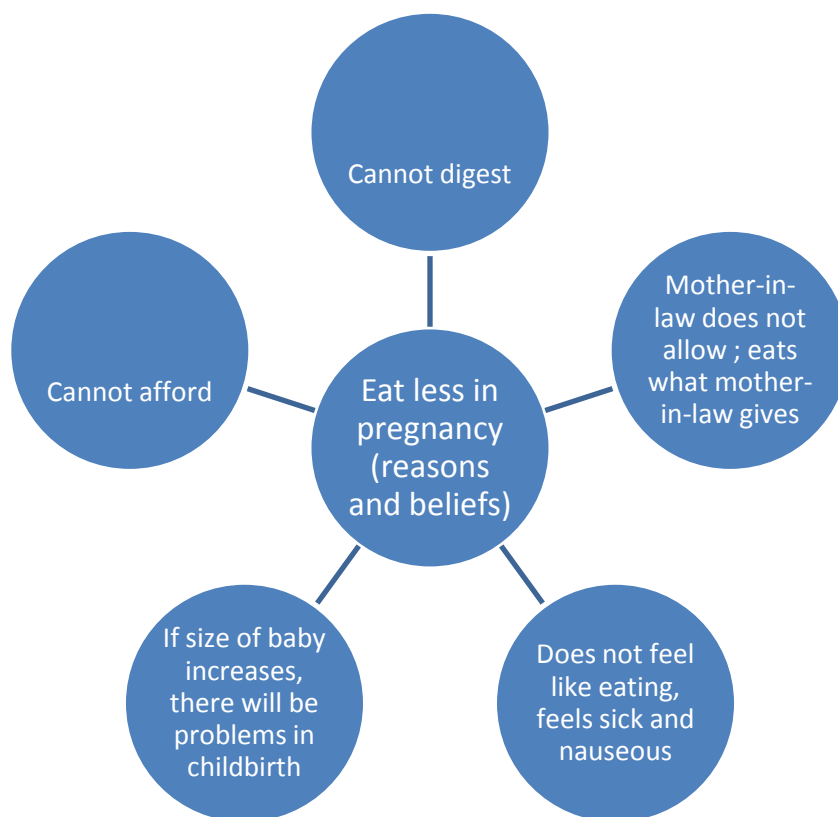 Cannot digest
Mother-in-
law does not
allow ; eats
what mother-
in-law gives
Cannot afford
Eat less in
pregnancy
(reasons
and beliefs)
If size of baby
increases,
there will be
problems in
childbirth
Does not feel
like eating,
feels sick and
nauseous